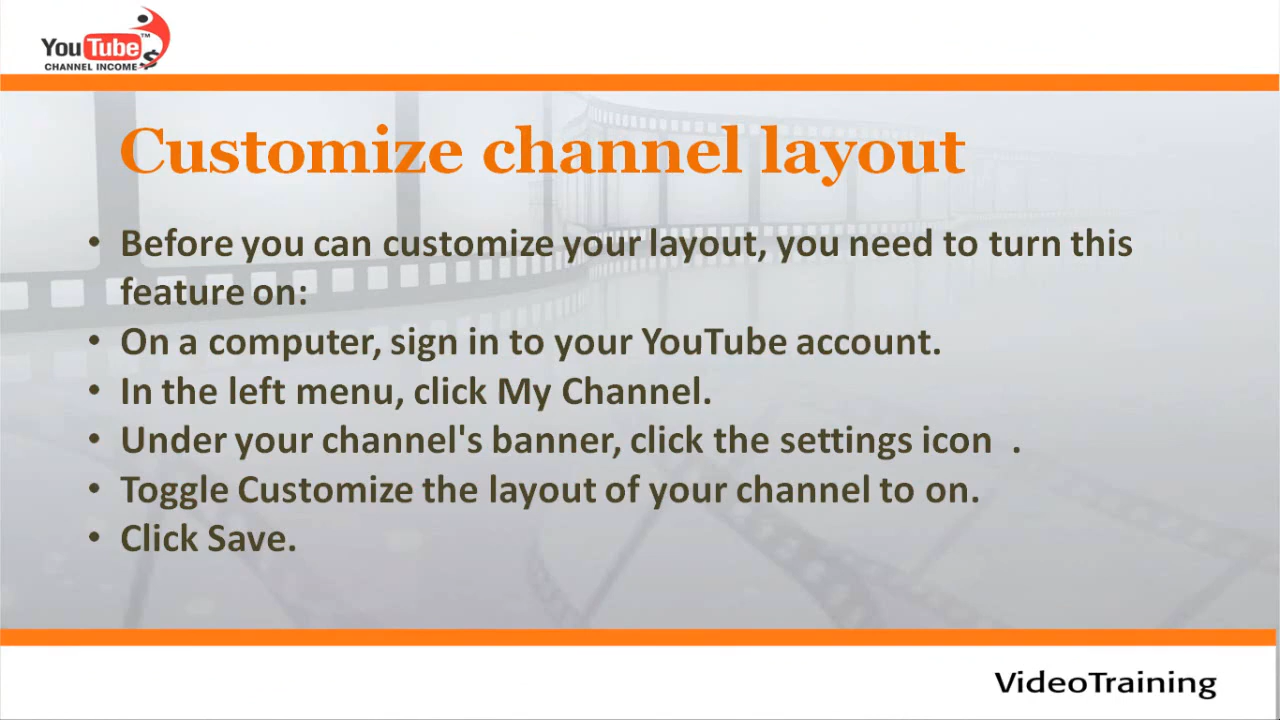 YouTube™
CHANNEL INCOME
Customize channel layout
• Before you can customize your layout, you need to turn this
feature on:
• On a computer, sign in to your YouTube account.
• In the left menu, click My Channel.
• Under your channel's banner, click the settings icon .
• Toggle Customize the layout of your channel to on.
• Click Save.
VideoTraining